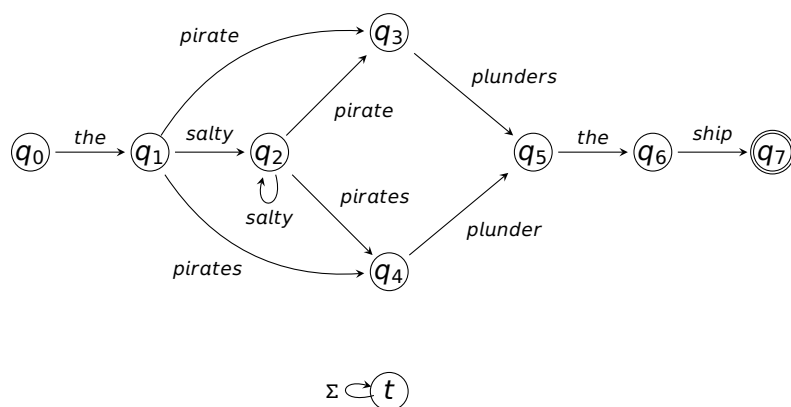 pirate
q3
plunders
pirate
q0
the
q1
salty
q2
q5
the
q6
ship
q7
salty
pirates
plunder
pirates
q4
Σ
t